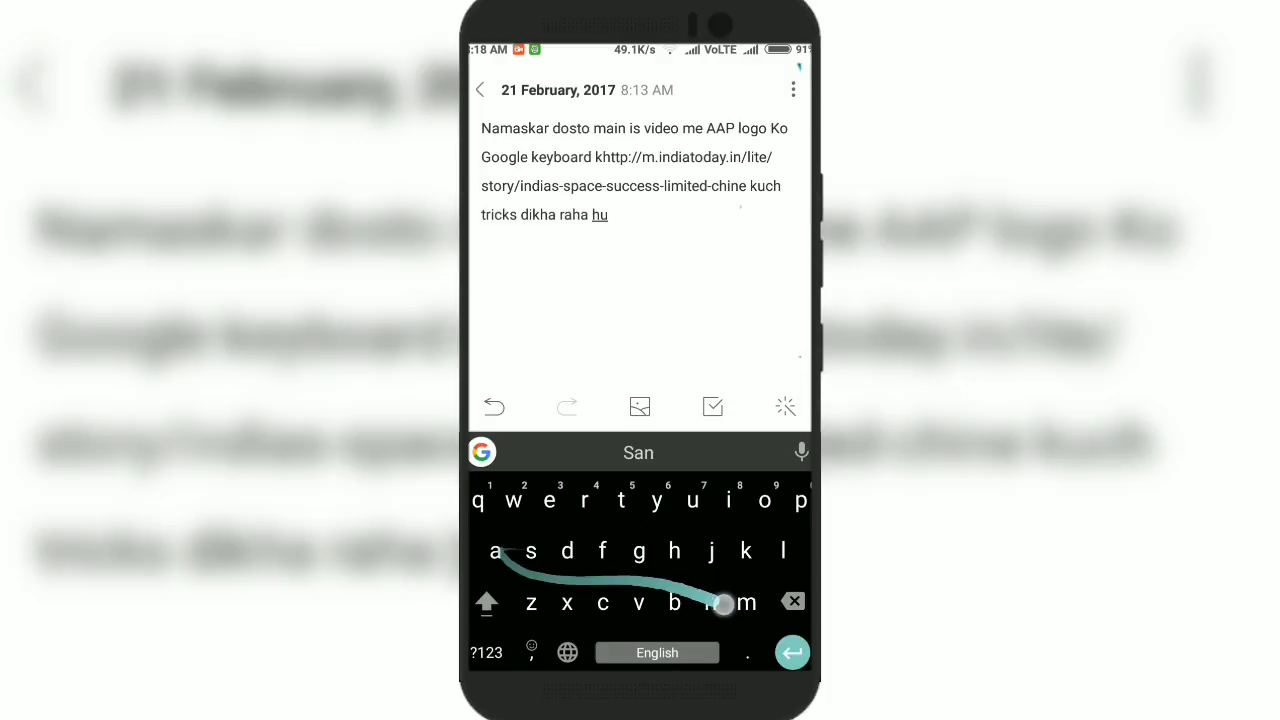 :18 AM 49.1K/s VoLTE 91%
21 February, 2017 8:13 AM
Namaskar dosto main is video me AAP logo Ko
Google keyboard khttp://m.indiatoday.in/lite/
story/indias-space-success-limited-chine kuch
tricks dikha raha hu
G San
1 2 3 4 5 6 7 8 9
q w e r t y u i o p
a s d f g h j k l
z x c v b n m
?123 , English .